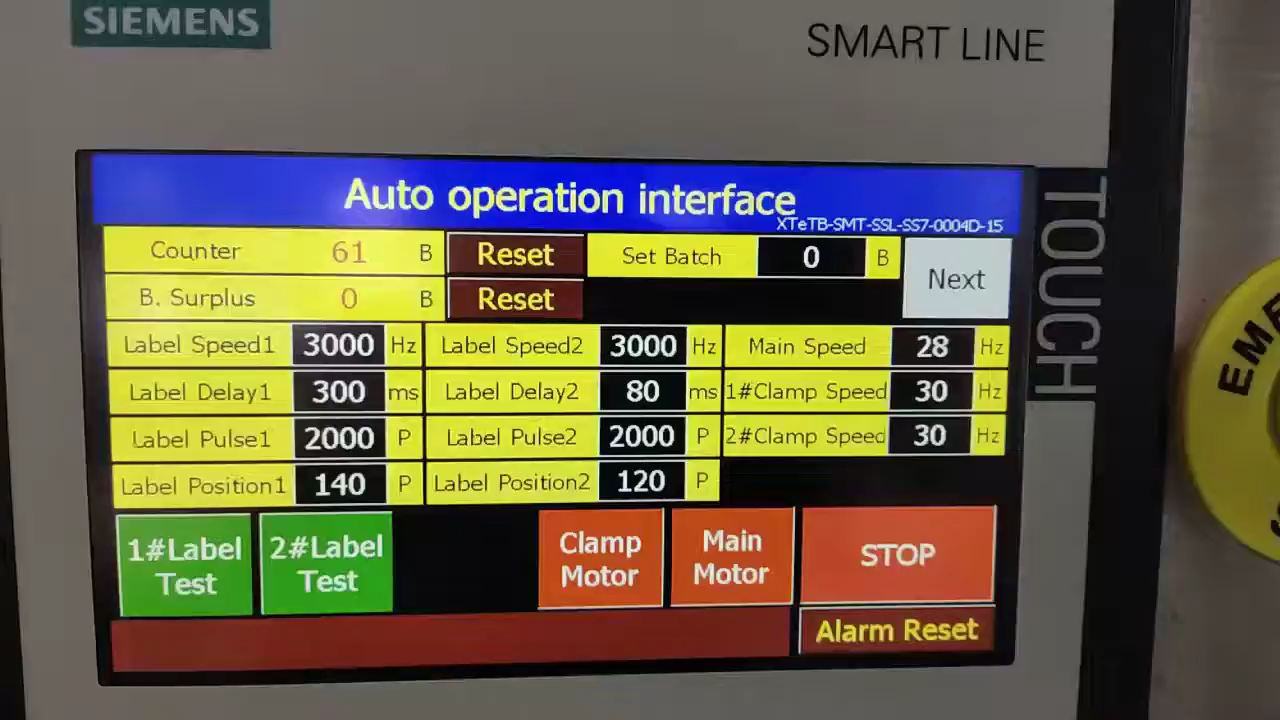 SIEMENS
SMART LINE
TOUCH
Auto operation interface
XTeTB-SMT-SSL-SS7-0004D-15
Counter 61 B Reset Set Batch 0 B Next
B. Surplus 0 B Reset
Label Speed1 3000 Hz Label Speed2 3000 Hz Main Speed 28 Hz
Label Delay1 300 ms Label Delay2 80 ms 1#Clamp Speed 30 Hz
Label Pulse1 2000 P Label Pulse2 2000 P 2#Clamp Speed 30 Hz
Label Position1 140 P Label Position2 120 P
1#Label Test
2#Label Test
Clamp Motor
Main Motor
STOP
Alarm Reset